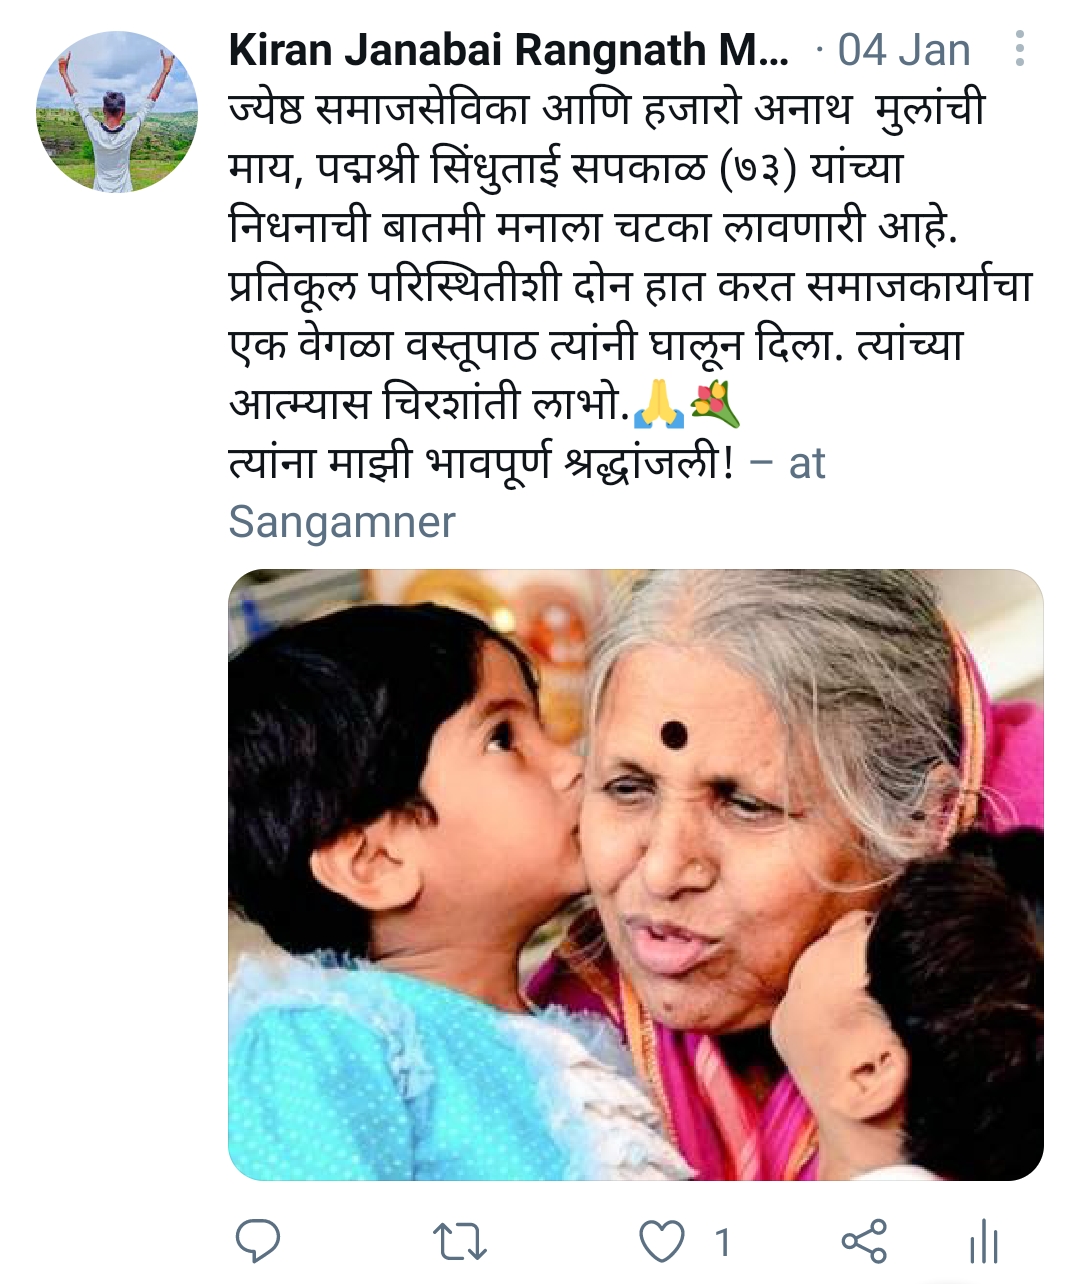 Kiran Janabai Rangnath M... · 04 Jan
ज्येष्ठ समाजसेविका आणि हजारो अनाथ  मुलांची
माय, पद्मश्री सिंधुताई सपकाळ (७३) यांच्या
निधनाची बातमी मनाला चटका लावणारी आहे.
प्रतिकूल परिस्थितीशी दोन हात करत समाजकार्याचा
एक वेगळा वस्तूपाठ त्यांनी घालून दिला. त्यांच्या
आत्म्यास चिरशांती लाभो.🙏💐
त्यांना माझी भावपूर्ण श्रद्धांजली! – at
Sangamner
1